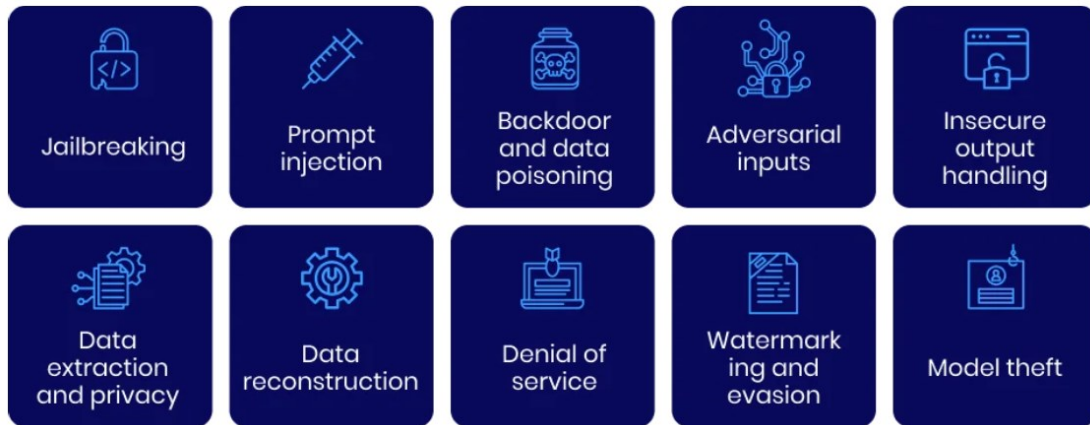 Jailbreaking
Prompt
injection
Backdoor
and data
poisoning
Adversarial
inputs
Insecure
output
handling
Data
extraction
and privacy
Data
reconstruction
Denial of
service
Watermark
ing and
evasion
Model theft